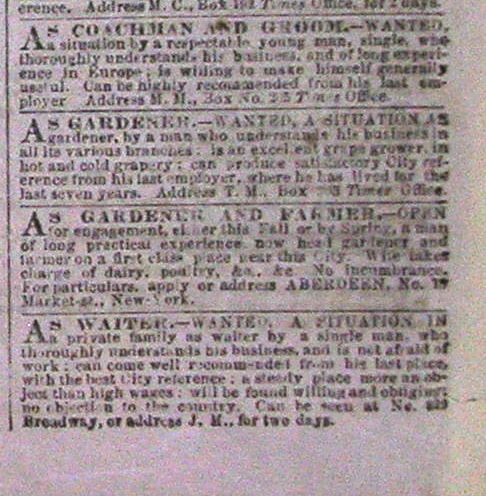 erence. Address M. C., Box Times Office, for 2 days.
AS COACHMAN AND GROOM.—WANTED,
a situation by a respectable young man, single, who
thoroughly understands his business, and of long experi-
ence in Europe; is willing to make himself generally
useful. Can be highly recommended from his last em-
ployer Address M. M., Box No. Times Office.
AS GARDENER.—WANTED, A SITUATION AS
gardener, by a man who understands his business in
all its various branches; is an excellent grape grower, in
hot and cold grapery; can produce satisfactory City ref-
erence from his last employer, where he has lived for the
last seven years. Address T. M., Box Times Office.
AS GARDENER AND FARMER.—OPEN
for engagement, either this Fall or by Spring, a man
of long practical experience, now head gardener and
farmer on a first class place near this City. Wife takes
charge of dairy, poultry, &c., &c. No incumbrance.
For particulars, apply or address ABERDEEN, No.
Market-st., New-York.
AS WAITER.—WANTED, A SITUATION IN
a private family as waiter by a single man, who
thoroughly understands his business, and is not afraid of
work; can come well recommended from his last place,
with the best City reference; a steady place more an ob-
ject than high wages; will be found willing and obliging;
no objection to the country. Can be seen at No.
Broadway, or address J. M., for two days.